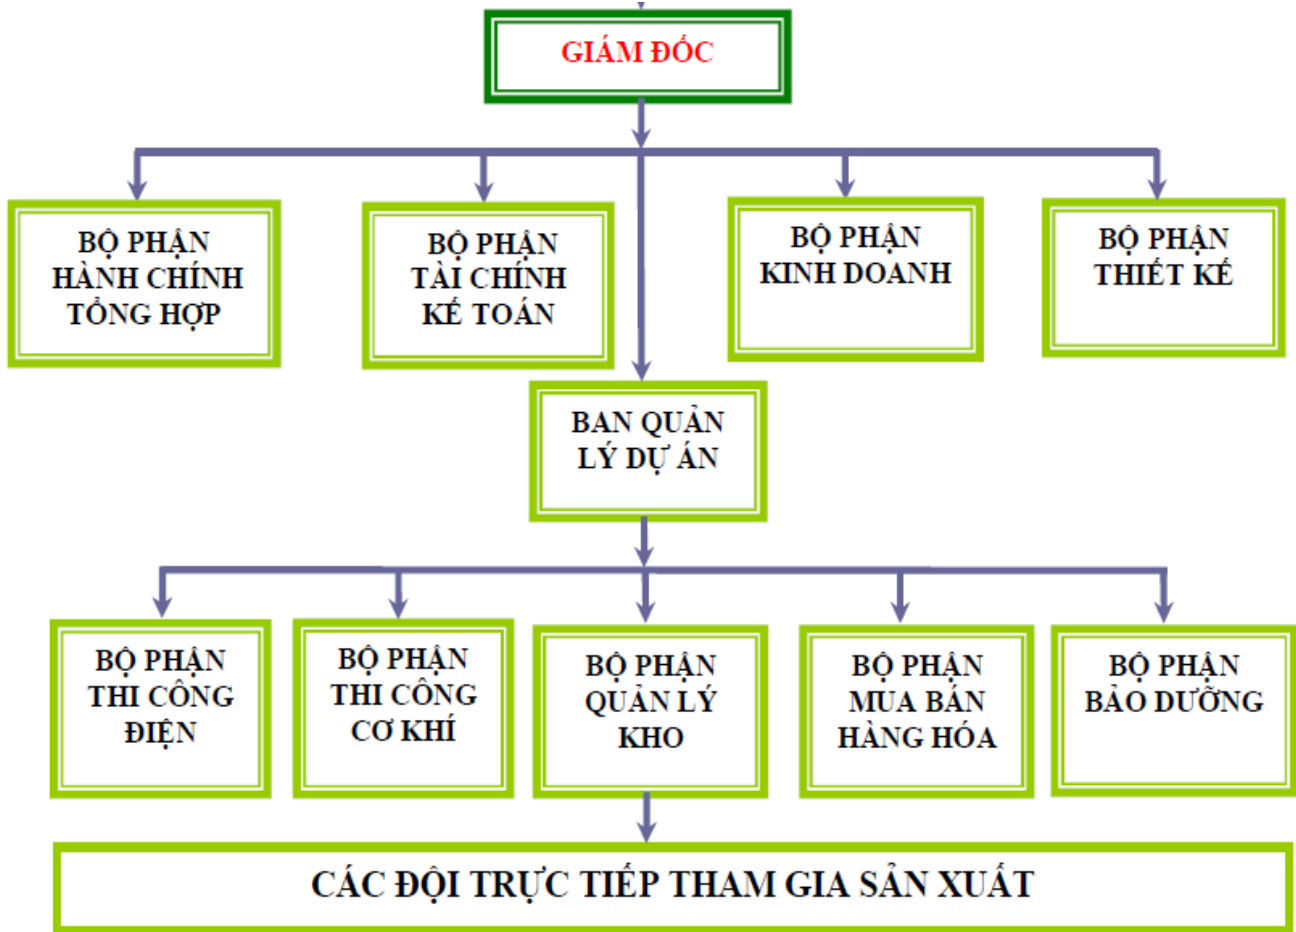 GIÁM ĐỐC
BỘ PHẬN
HÀNH CHÍNH
TỔNG HỢP
BỘ PHẬN
TÀI CHÍNH
KẾ TOÁN
BỘ PHẬN
KINH DOANH
BỘ PHẬN
THIẾT KẾ
BAN QUẢN
LÝ DỰ ÁN
BỘ PHẬN
THI CÔNG
ĐIỆN
BỘ PHẬN
THI CÔNG
CƠ KHÍ
BỘ PHẬN
QUẢN LÝ
KHO
BỘ PHẬN
MUA BÁN
HÀNG HÓA
BỘ PHẬN
BẢO DƯỠNG
CÁC ĐỘI TRỰC TIẾP THAM GIA SẢN XUẤT